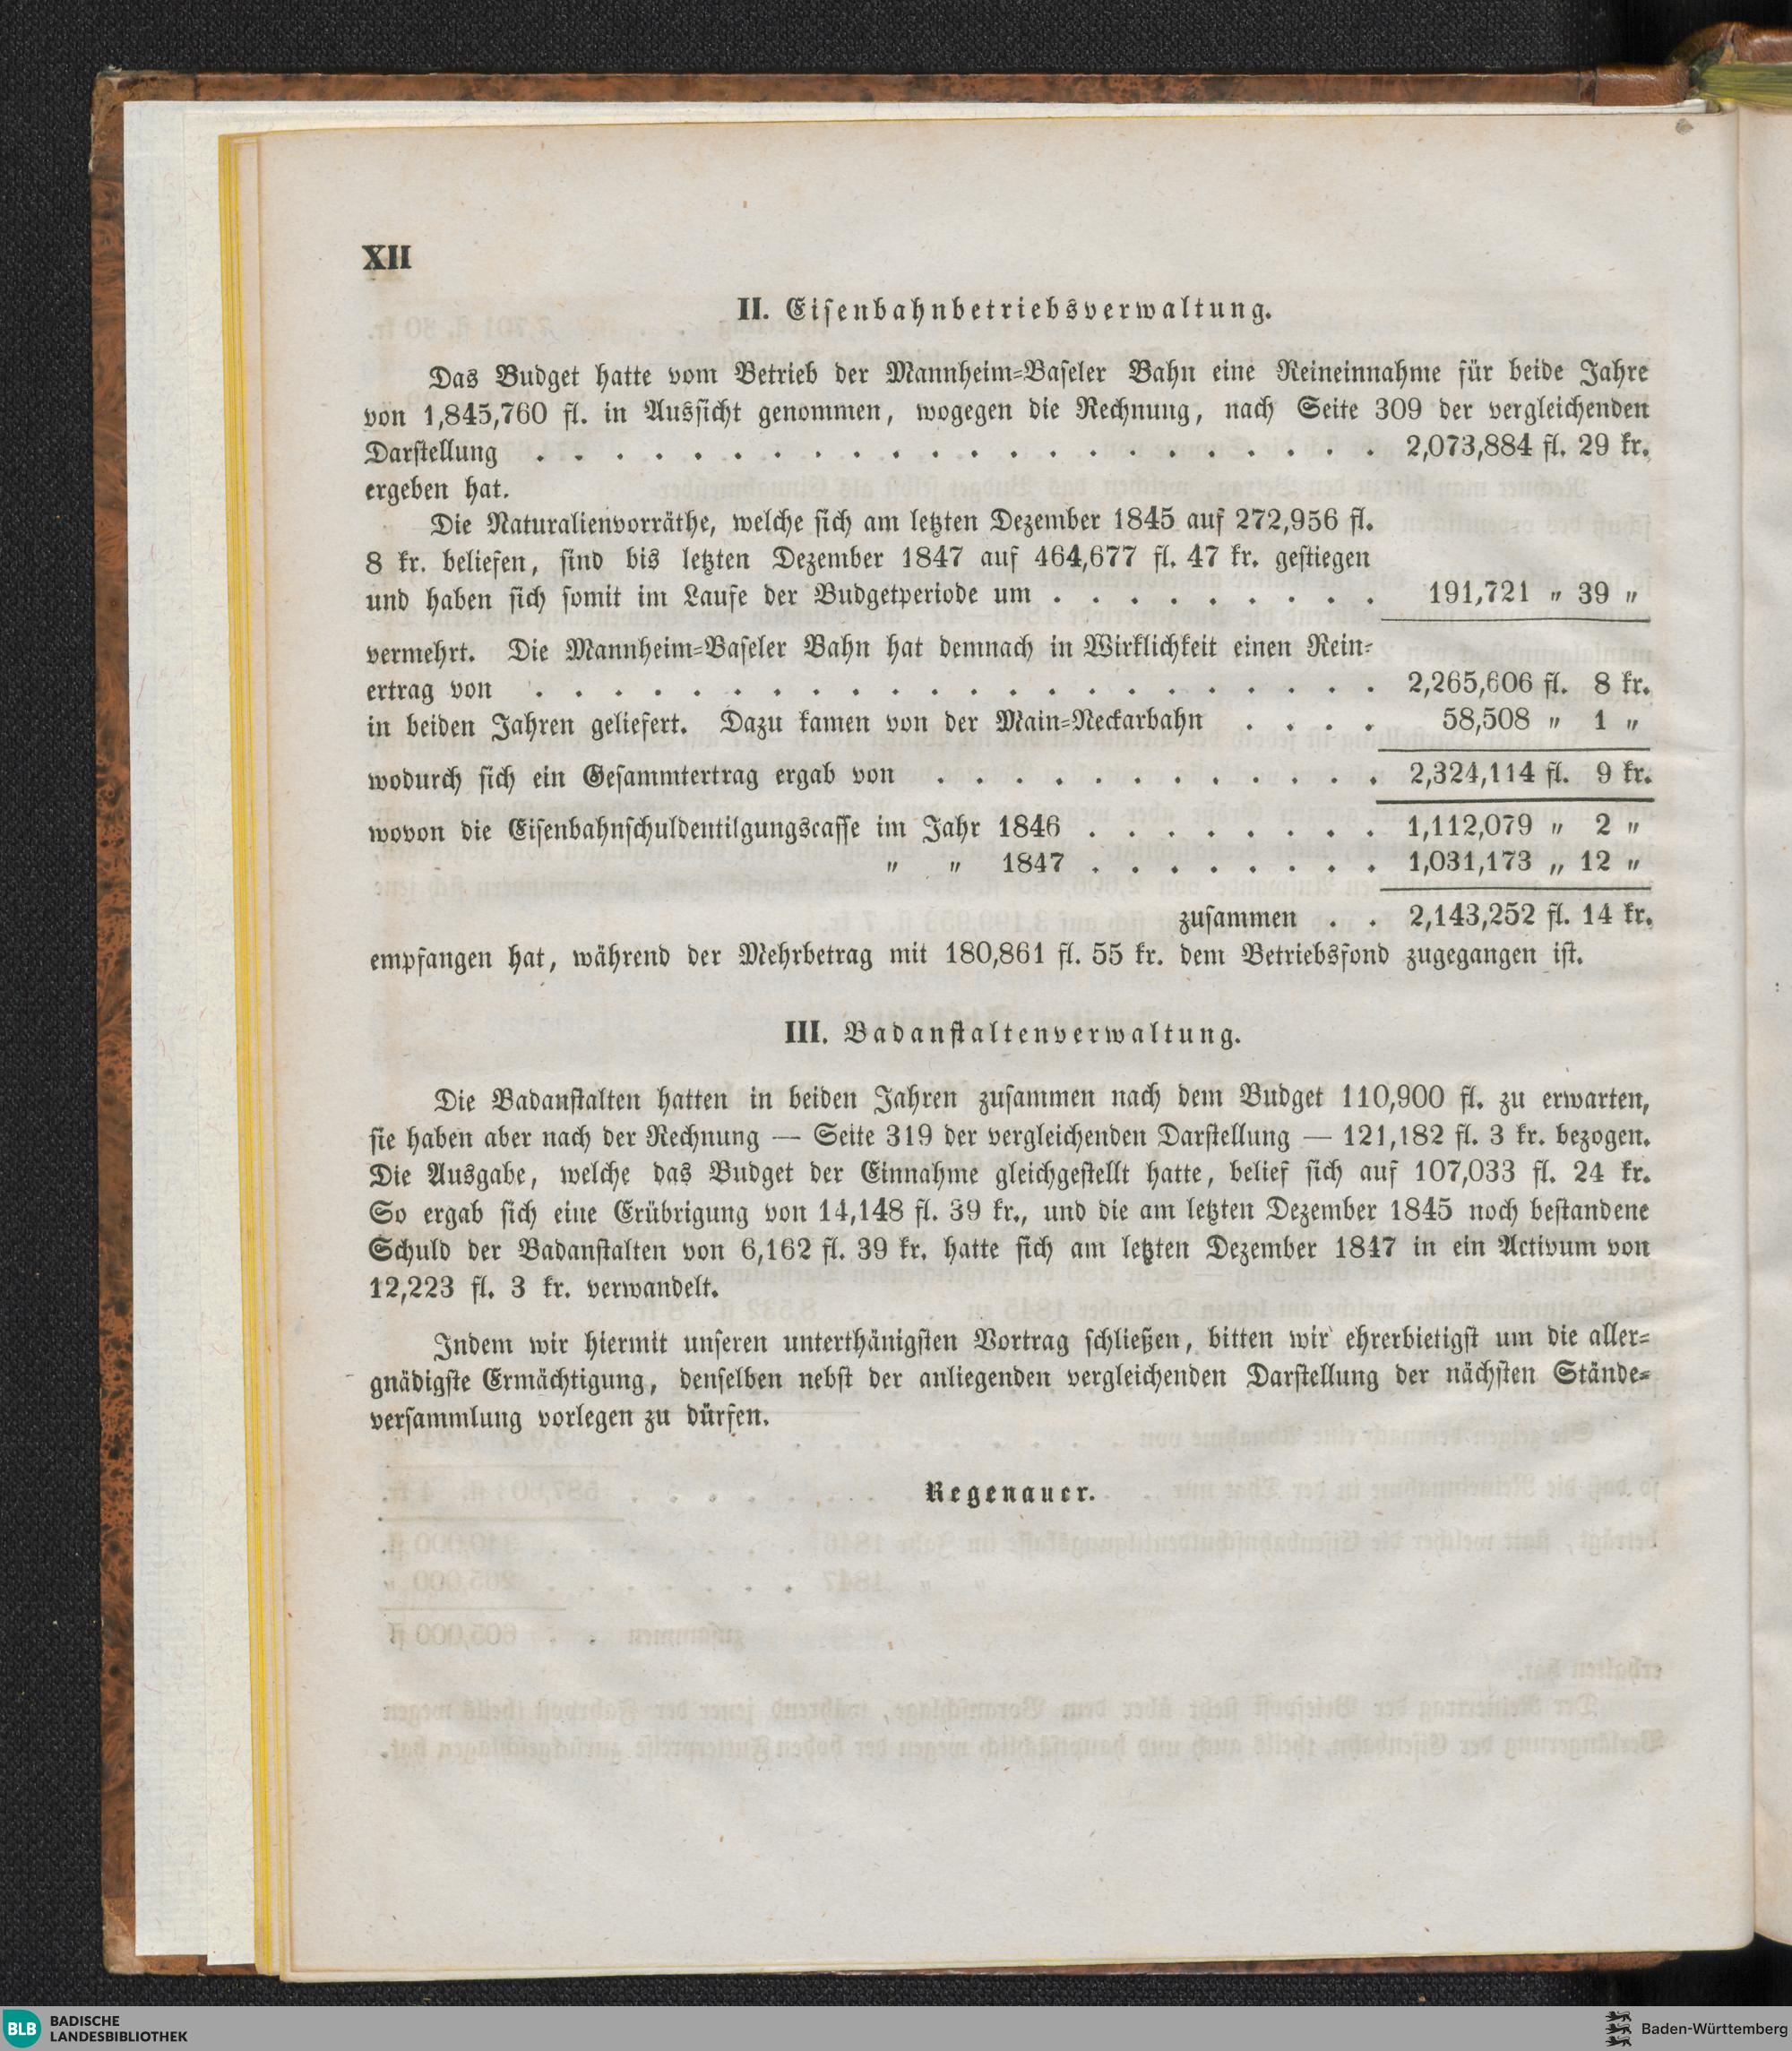 XII
II. Eisenbahnbetriebsverwaltung.
Das Budget hatte vom Betrieb der Mannheim=Baseler Bahn eine Reineinnahme für beide Jahre
von 1,845,760 fl. in Aussicht genommen, wogegen die Rechnung, nach Seite 309 der vergleichenden
Darstellung . . . . . . . . . . . . . . . . . . . . . . 2,073,884 fl. 29 kr.
ergeben hat.
Die Naturalienvorräthe, welche sich am letzten Dezember 1845 auf 272,956 fl.
8 kr. beliefen, sind bis letzten Dezember 1847 auf 464,677 fl. 47 kr. gestiegen
und haben sich somit im Laufe der Budgetperiode um . . . . . . . . . 191,721 „ 39 „
vermehrt. Die Mannheim=Baseler Bahn hat demnach in Wirklichkeit einen Rein=
ertrag von . . . . . . . . . . . . . . . . . . . . . . 2,265,606 fl. 8 kr.
in beiden Jahren geliefert. Dazu kamen von der Main=Neckarbahn . . . . 58,508 „ 1 „
wodurch sich ein Gesammtertrag ergab von . . . . . . . . . . . . 2,324,114 fl. 9 kr.
wovon die Eisenbahnschuldentilgungscasse im Jahr 1846 . . . . . . . . 1,112,079 „ 2 „
„ „ 1847 . . . . . . . . 1,031,173 „ 12 „
zusammen . . 2,143,252 fl. 14 kr.
empfangen hat, während der Mehrbetrag mit 180,861 fl. 55 kr. dem Betriebsfond zugegangen ist.
III. Badanstaltenverwaltung.
Die Badanstalten hatten in beiden Jahren zusammen nach dem Budget 110,900 fl. zu erwarten,
sie haben aber nach der Rechnung — Seite 319 der vergleichenden Darstellung — 121,182 fl. 3 kr. bezogen.
Die Ausgabe, welche das Budget der Einnahme gleichgestellt hatte, belief sich auf 107,033 fl. 24 kr.
So ergab sich eine Erübrigung von 14,148 fl. 39 kr., und die am letzten Dezember 1845 noch bestandene
Schuld der Badanstalten von 6,162 fl. 39 kr. hatte sich am letzten Dezember 1847 in ein Activum von
12,223 fl. 3 kr. verwandelt.
Indem wir hiermit unseren unterthänigsten Vortrag schließen, bitten wir ehrerbietigst um die aller=
gnädigste Ermächtigung, denselben nebst der anliegenden vergleichenden Darstellung der nächsten Stände=
versammlung vorlegen zu dürfen.
Regenauer.
BLB BADISCHE
LANDESBIBLIOTHEK
Baden-Württemberg